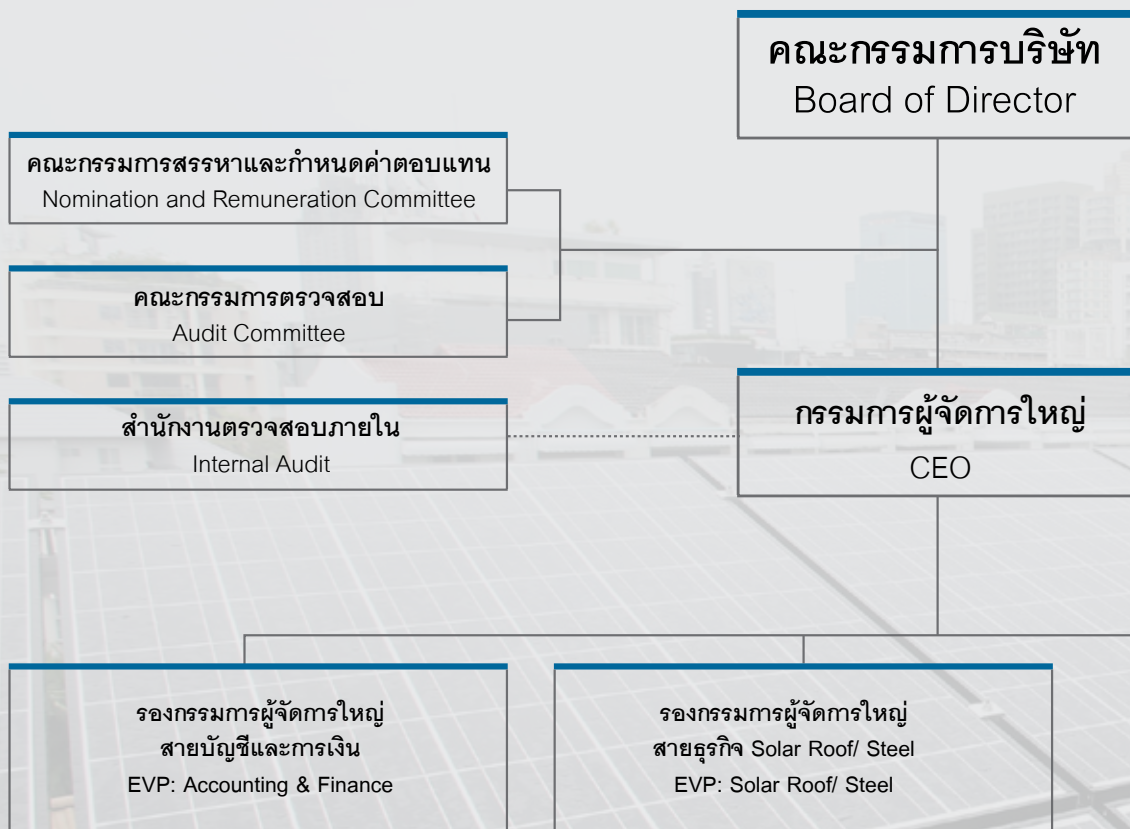 คณะกรรมการบริษัท
Board of Director
คณะกรรมการสรรหาและกำหนดค่าตอบแทน
Nomination and Remuneration Committee
คณะกรรมการตรวจสอบ
Audit Committee
สำนักงานตรวจสอบภายใน
Internal Audit
กรรมการผู้จัดการใหญ่
CEO
รองกรรมการผู้จัดการใหญ่
สายบัญชีและการเงิน
EVP: Accounting & Finance
รองกรรมการผู้จัดการใหญ่
สายธุรกิจ Solar Roof/ Steel
EVP: Solar Roof/ Steel